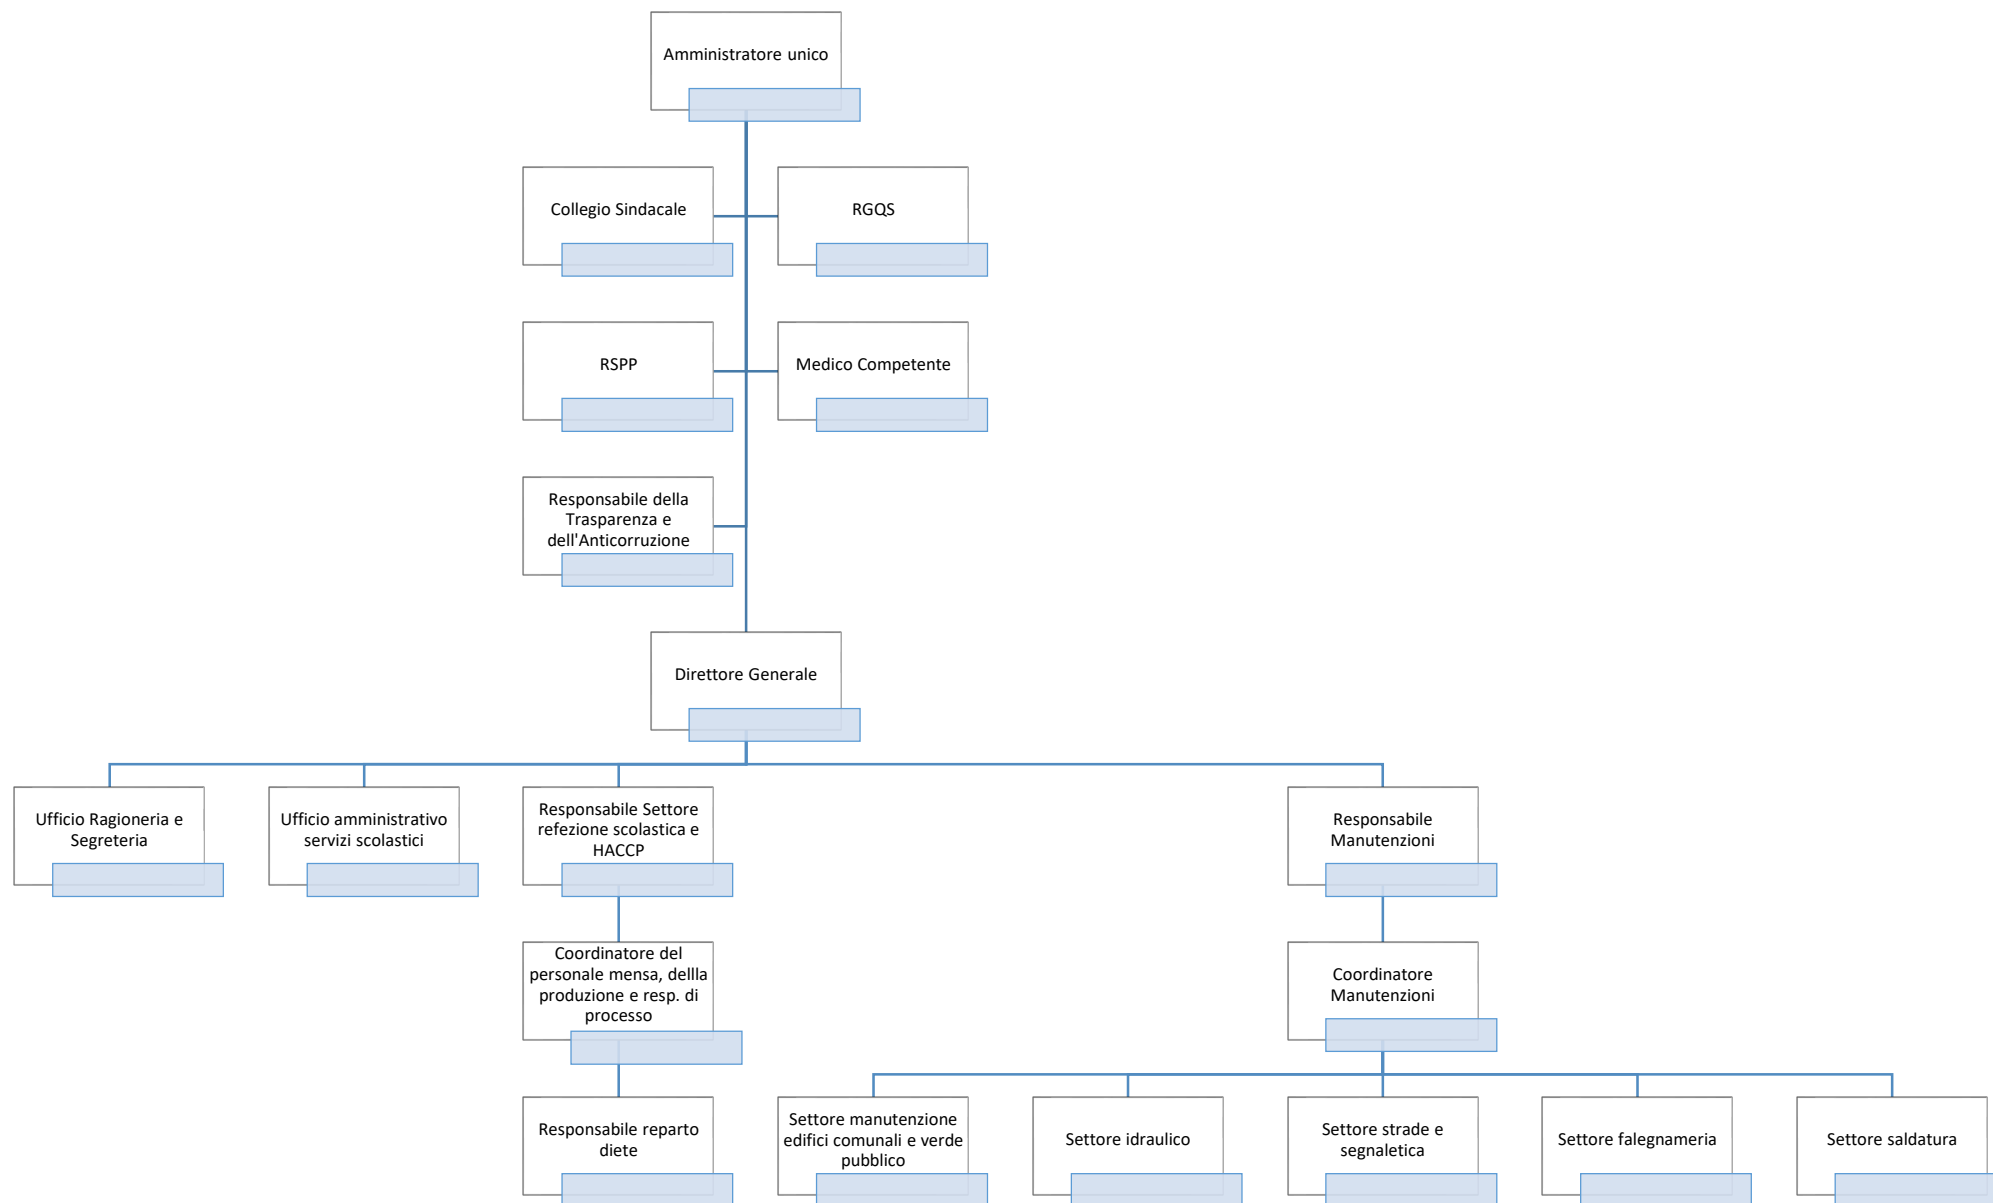 Amministratore unico
Collegio Sindacale
RGQS
RSPP
Medico Competente
Responsabile della
Trasparenza e
dell'Anticorruzione
Direttore Generale
Ufficio Ragioneria e
Segreteria
Ufficio amministrativo
servizi scolastici
Responsabile Settore
refezione scolastica e
HACCP
Responsabile
Manutenzioni
Coordinatore del
personale mensa, dellla
produzione e resp. di
processo
Coordinatore
Manutenzioni
Responsabile reparto
diete
Settore manutenzione
edifici comunali e verde
pubblico
Settore idraulico
Settore strade e
segnaletica
Settore falegnameria
Settore saldatura